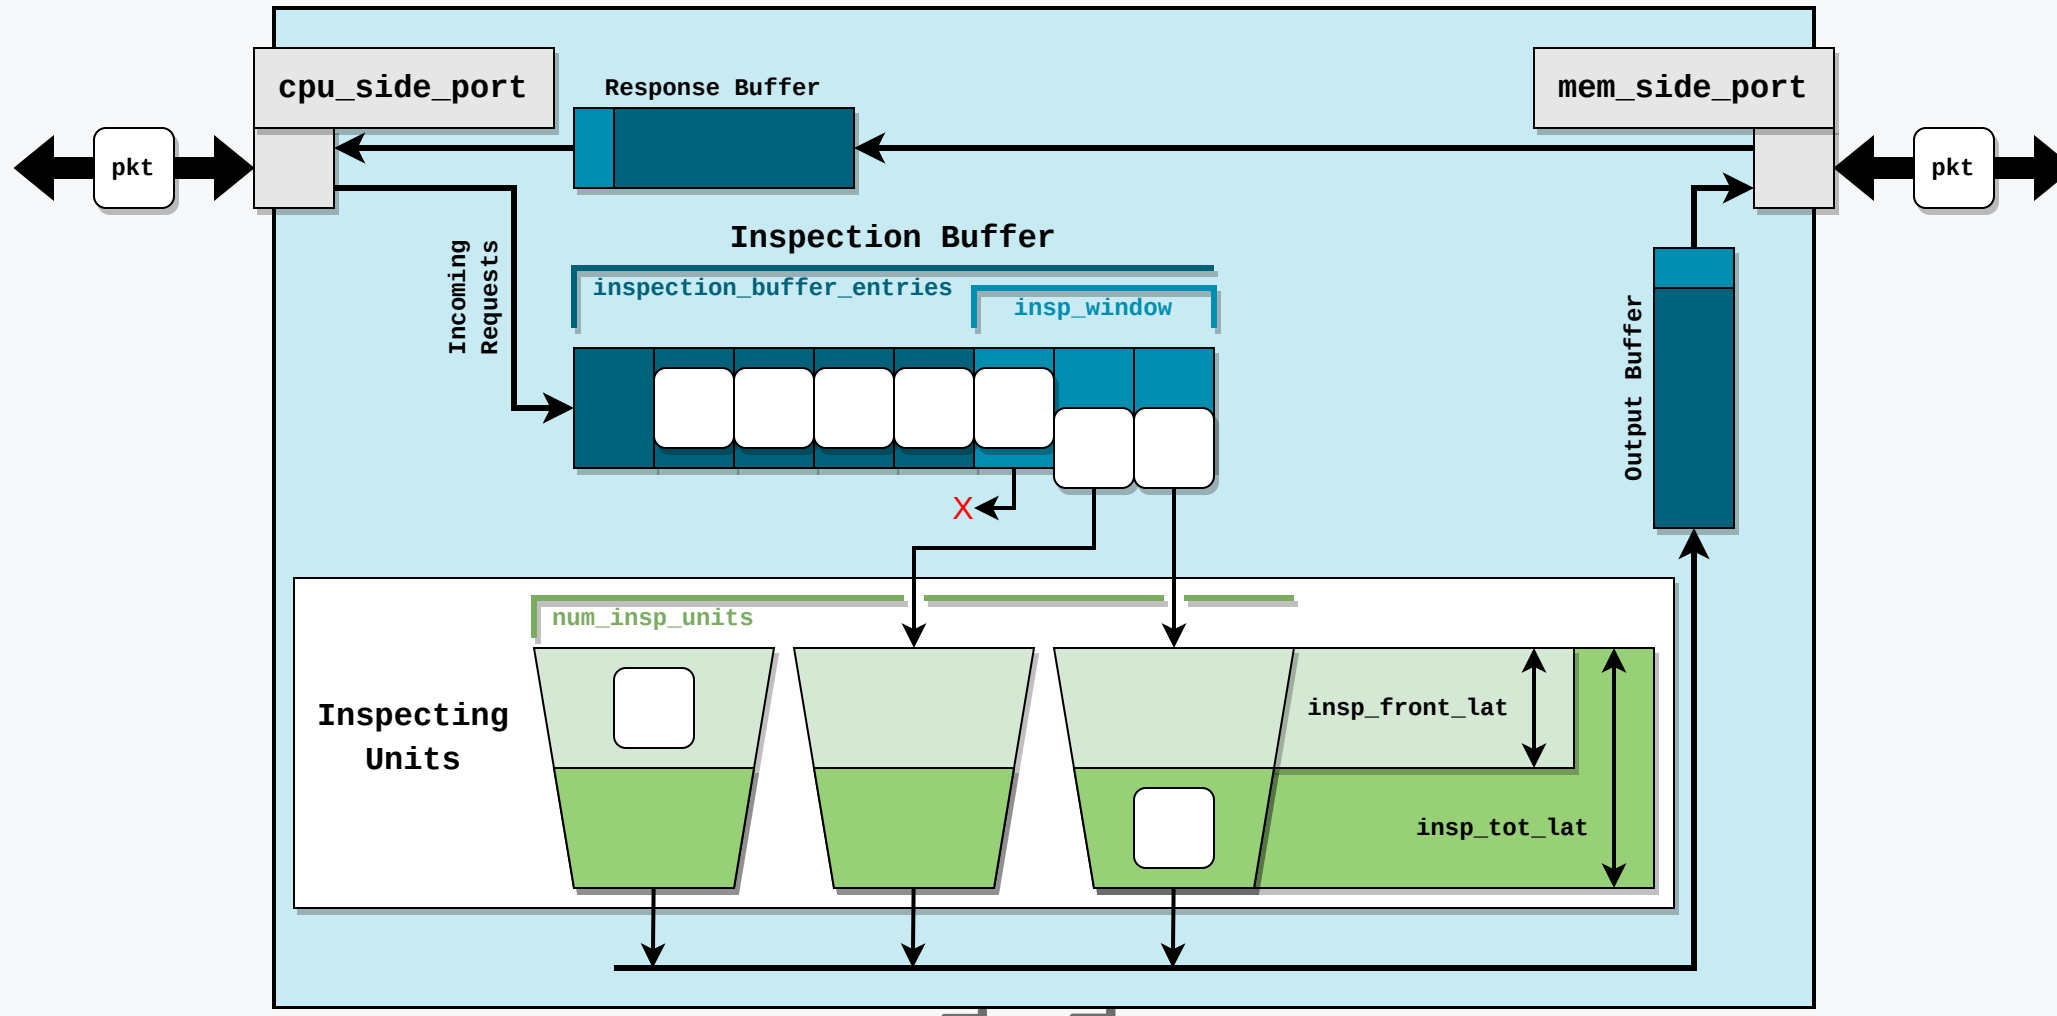 cpu_side_port
Response Buffer
mem_side_port
pkt
pkt
Inspection Buffer
Incoming
Requests
inspection_buffer_entries
insp_window
Output Buffer
X
num_insp_units
Inspecting
Units
insp_front_lat
insp_tot_lat